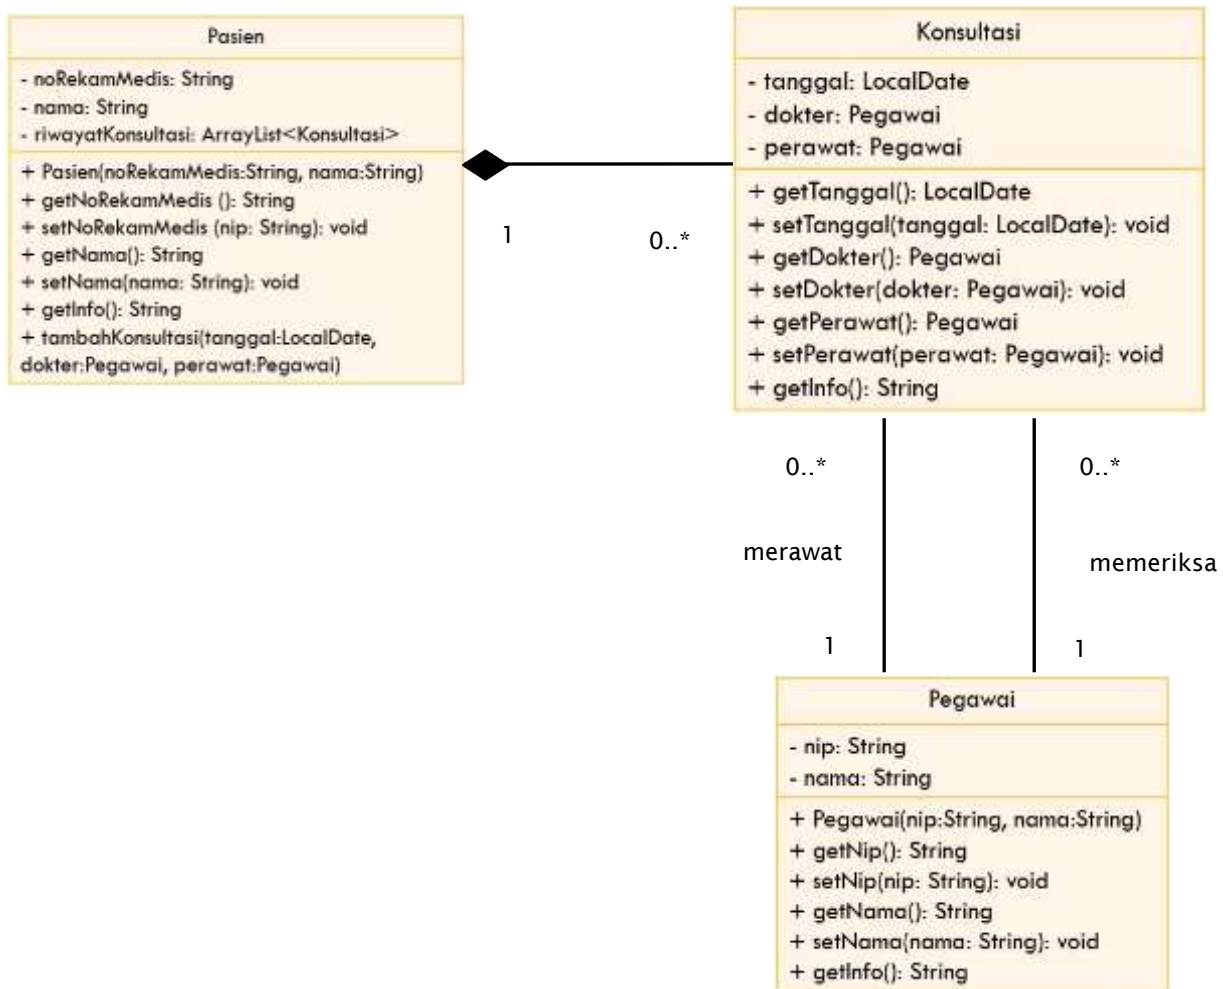 Pasien
- noRekamMedis: String
- nama: String
- riwayatKonsultasi: ArrayList<Konsultasi>
+ Pasien(noRekamMedis:String, nama:String)
+ getNoRekamMedis (): String
+ setNoRekamMedis (nip: String): void
+ getNama(): String
+ setNama(nama: String): void
+ getInfo(): String
+ tambahKonsultasi(tanggal:LocalDate,
dokter:Pegawai, perawat:Pegawai)
1
0..*
Konsultasi
- tanggal: LocalDate
- dokter: Pegawai
- perawat: Pegawai
+ getTanggal(): LocalDate
+ setTanggal(tanggal: LocalDate): void
+ getDokter(): Pegawai
+ setDokter(dokter: Pegawai): void
+ getPerawat(): Pegawai
+ setPerawat(perawat: Pegawai): void
+ getInfo(): String
0..*
0..*
merawat
memeriksa
1
1
Pegawai
- nip: String
- nama: String
+ Pegawai(nip:String, nama:String)
+ getNip(): String
+ setNip(nip: String): void
+ getNama(): String
+ setNama(nama: String): void
+ getInfo(): String